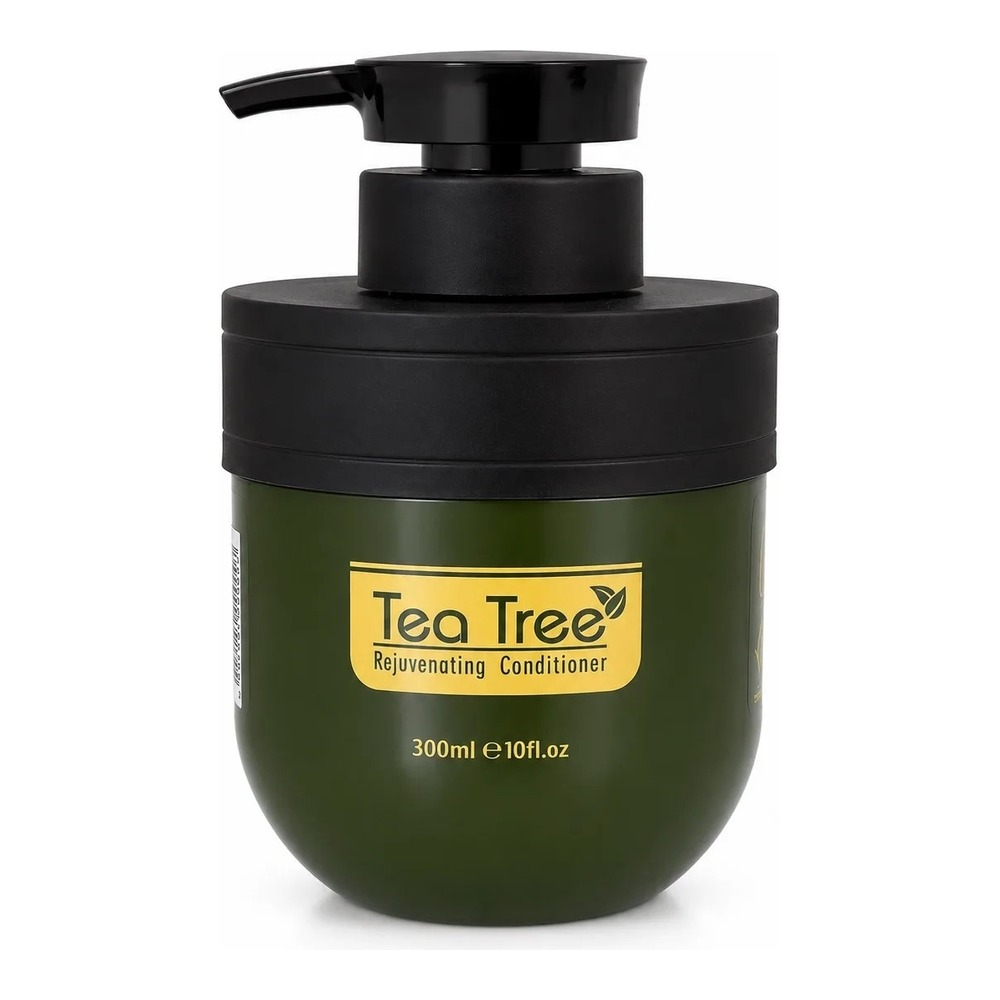 Tea Tree
Rejuvenating Conditioner
300ml ℮10fl.oz